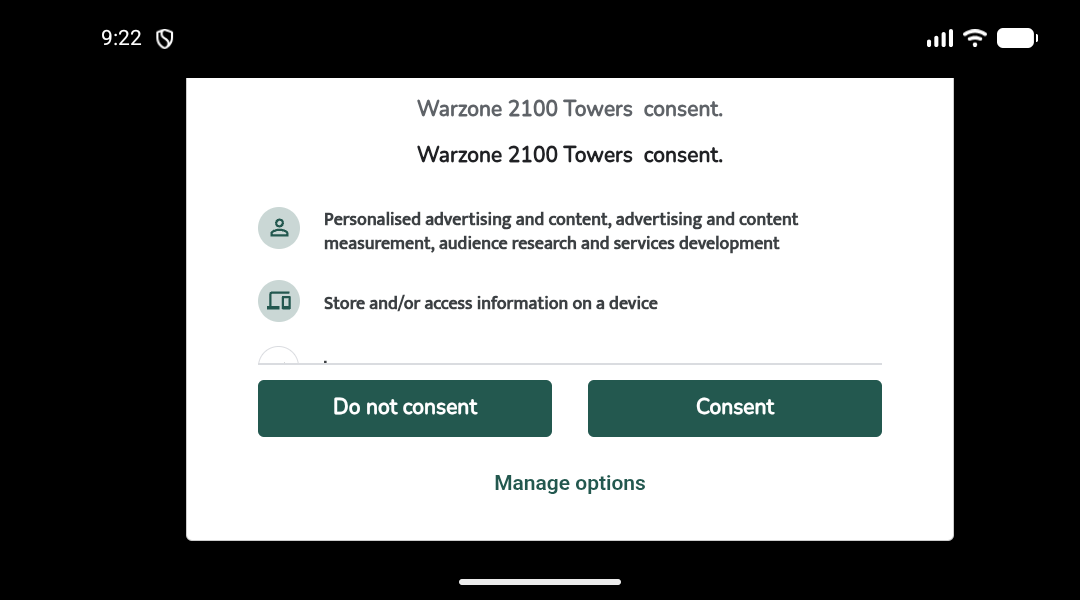 9:22
Warzone 2100 Towers  consent.
Warzone 2100 Towers  consent.
Personalised advertising and content, advertising and content
measurement, audience research and services development
Store and/or access information on a device
Do not consent
Consent
Manage options